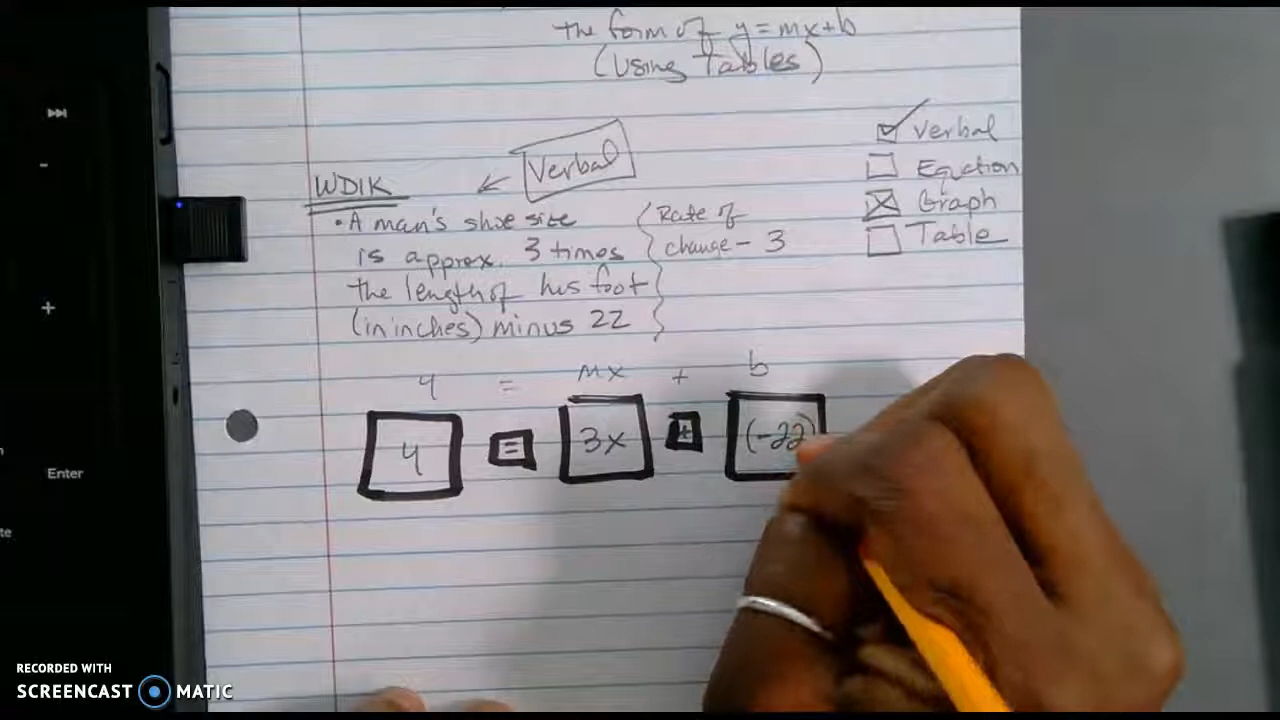 the form of y=mx+b
(Using Tables)
Verbal
WDIK
• A man's shoe size
is approx. 3 times
the length of his foot
(in inches) minus 22
Rate of
change - 3
Verbal
Equation
Graph
Table
y = mx + b
y = 3x + (-22)
Enter
RECORDED WITH
SCREENCAST MATIC